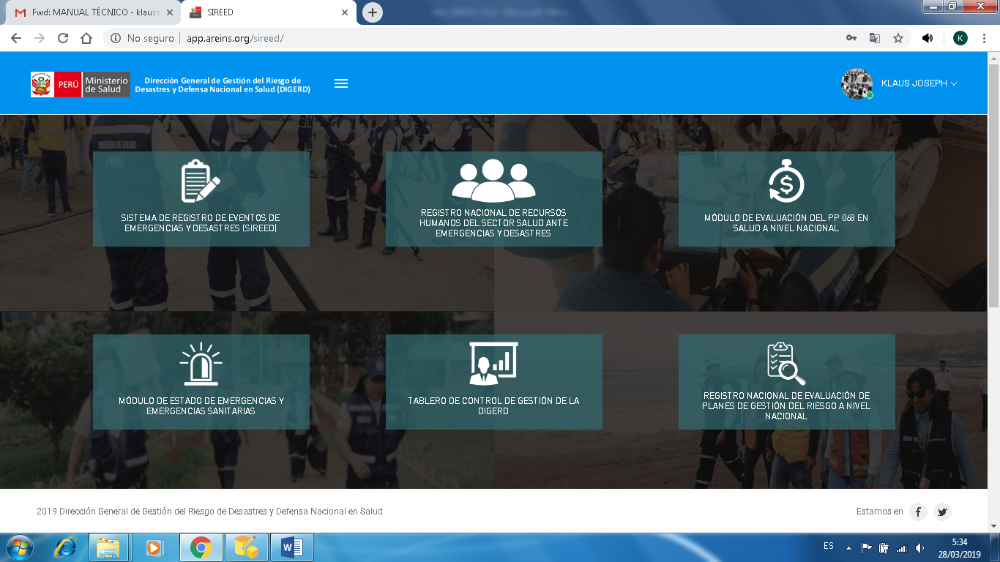 Fwd: MANUAL TÉCNICO - klausa
SIREED
No seguro
app.areins.org/sireed/
K
PERÚ
Ministerio
de Salud
Dirección General de Gestión del Riesgo de
Desastres y Defensa Nacional en Salud (DIGERD)
KLAUS JOSEPH
MINISTERIO DE SALUD
PERÚ
SISTEMA DE REGISTRO DE EVENTOS DE
EMERGENCIAS Y DESASTRES (SIREED)
REGISTRO NACIONAL DE RECURSOS
HUMANOS DEL SECTOR SALUD ANTE
EMERGENCIAS Y DESASTRES
MÓDULO DE EVALUACIÓN DEL PP 068 EN
SALUD A NIVEL NACIONAL
MÓDULO DE ESTADO DE EMERGENCIAS Y
EMERGENCIAS SANITARIAS
TABLERO DE CONTROL DE GESTIÓN DE LA
DIGERD
REGISTRO NACIONAL DE EVALUACIÓN DE
PLANES DE GESTIÓN DEL RIESGO A NIVEL
NACIONAL
2019 Dirección General de Gestión del Riesgo de Desastres y Defensa Nacional en Salud
Estamos en
ES
5:34
28/03/2019